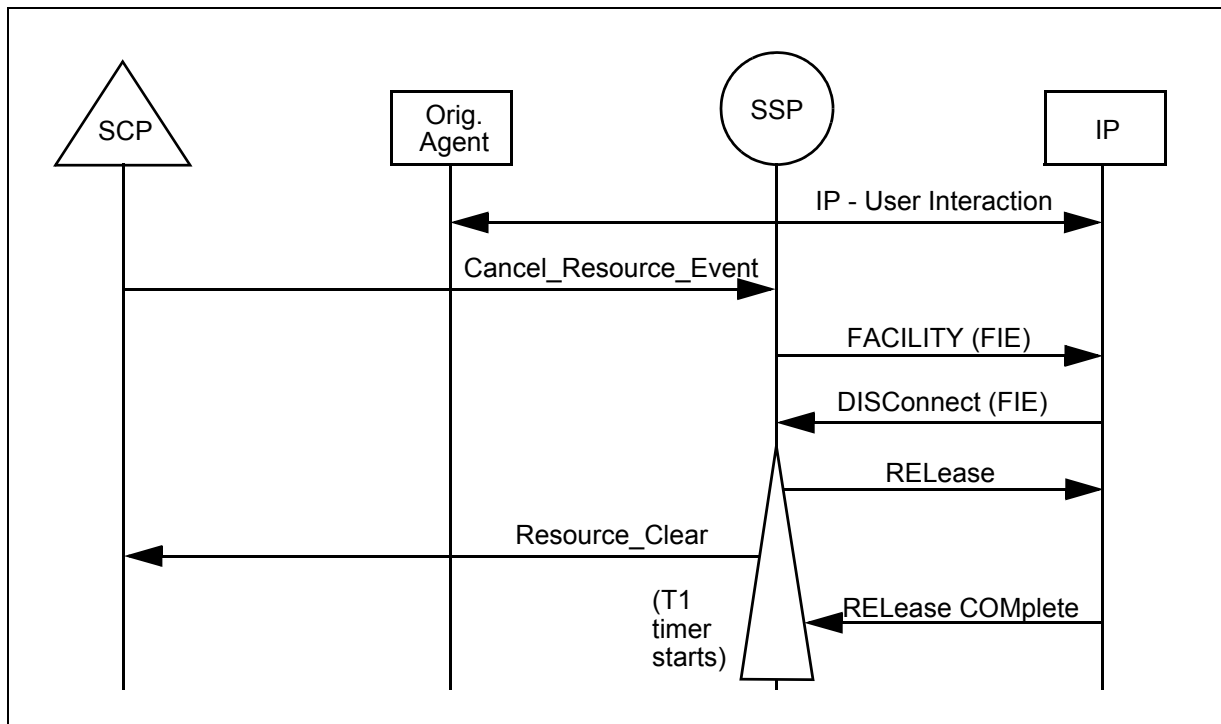 SCP
Orig.
Agent
SSP
IP
IP - User Interaction
Cancel_Resource_Event
FACILITY (FIE)
DISConnect (FIE)
RELease
Resource_Clear
(T1
timer
starts)
RELease COMplete